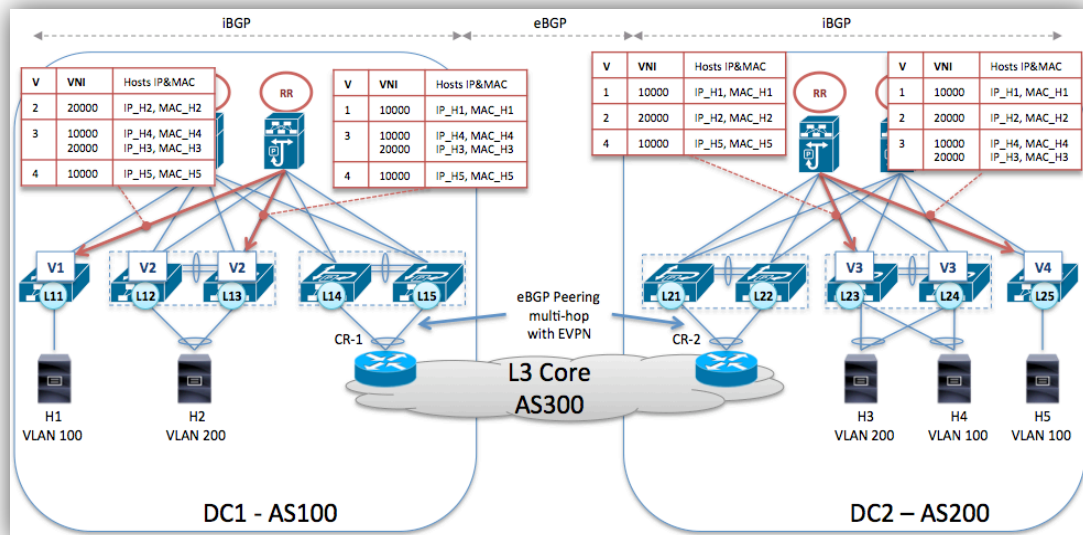 iBGP
eBGP
iBGP
V VNI Hosts IP&MAC
2 20000 IP_H2, MAC_H2
3 10000 IP_H4, MAC_H4
20000 IP_H3, MAC_H3
4 10000 IP_H5, MAC_H5
RR
V VNI Hosts IP&MAC
1 10000 IP_H1, MAC_H1
3 10000 IP_H4, MAC_H4
20000 IP_H3, MAC_H3
4 10000 IP_H5, MAC_H5
V VNI Hosts IP&MAC
1 10000 IP_H1, MAC_H1
2 20000 IP_H2, MAC_H2
4 10000 IP_H5, MAC_H5
RR
V VNI Hosts IP&MAC
1 10000 IP_H1, MAC_H1
2 20000 IP_H2, MAC_H2
3 10000 IP_H4, MAC_H4
20000 IP_H3, MAC_H3
P
P
V1
V2
V2
V3
V3
V4
L11
L12
L13
L14
L15
L21
L22
L23
L24
L25
eBGP Peering
multi-hop
with EVPN
CR-1
CR-2
L3 Core
AS300
H1
VLAN 100
H2
VLAN 200
H3
VLAN 200
H4
VLAN 100
H5
VLAN 100
DC1 - AS100
DC2 – AS200